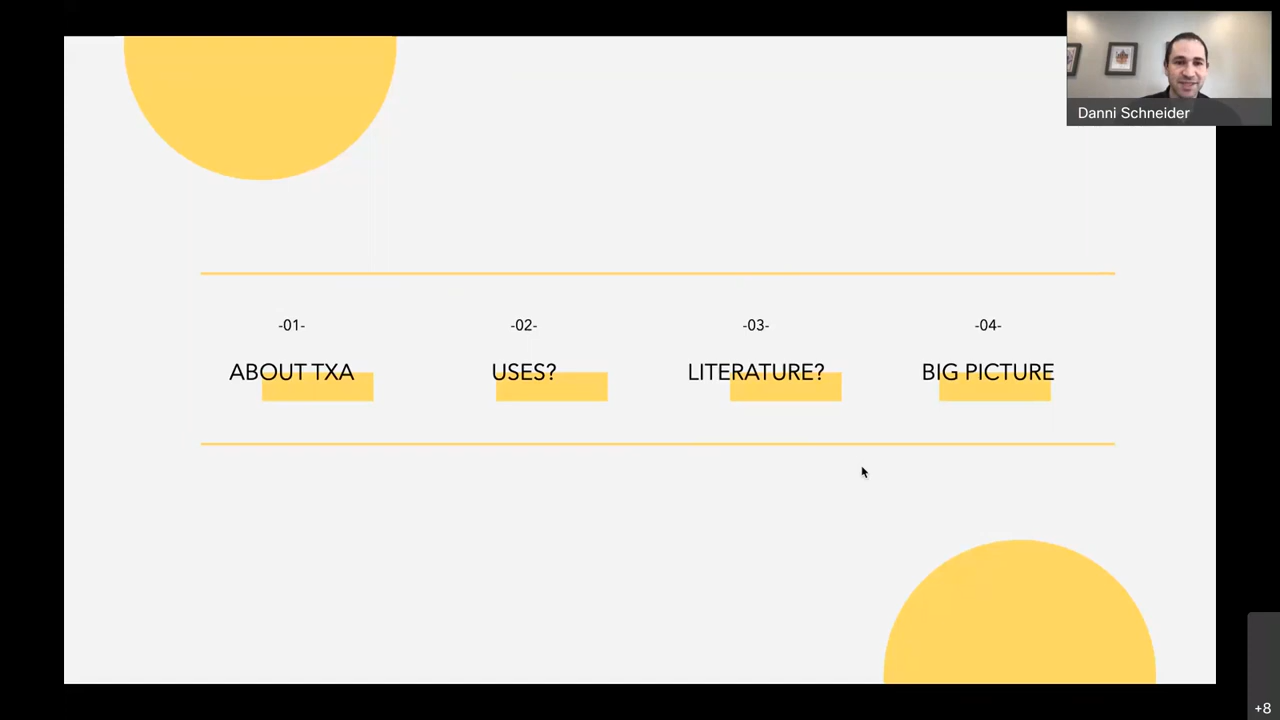 Danni Schneider
-01-
-02-
-03-
-04-
ABOUT TXA
USES?
LITERATURE?
BIG PICTURE
+8